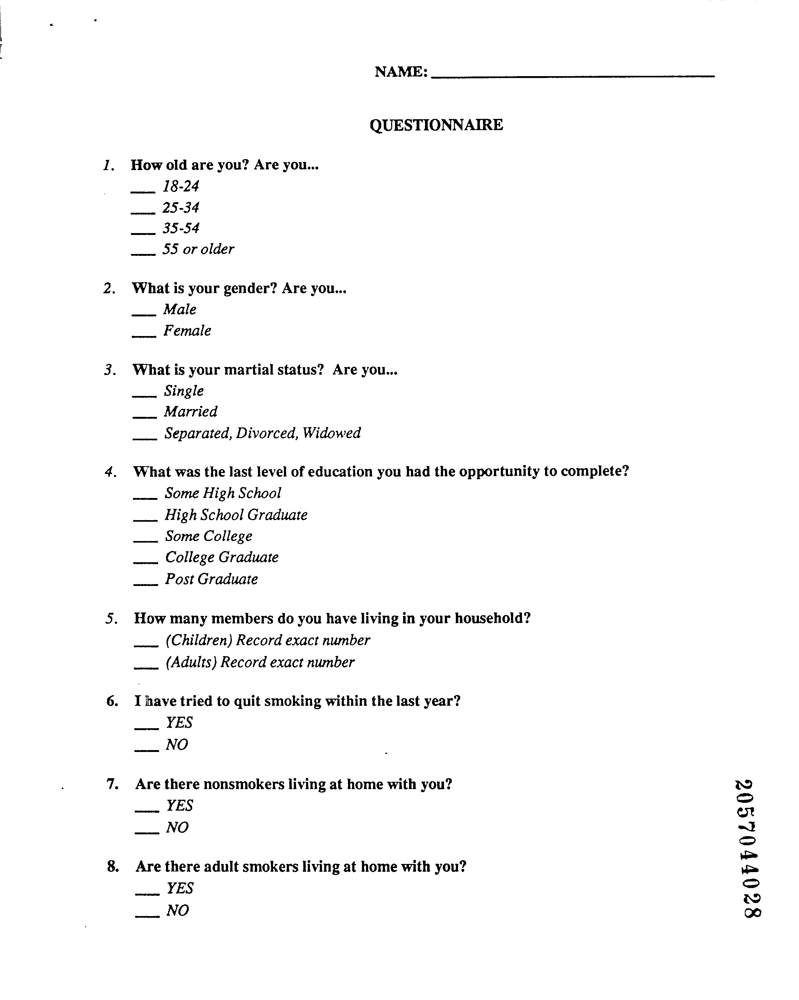 NAME: ___
QUESTIONNAIRE
1. How old are you? Are you...
___ 18-24
___ 25-34
___ 35-54
___ 55 or older
2. What is your gender? Are you...
___ Male
___ Female
3. What is your martial status? Are you...
___ Single
___ Married
___ Separated, Divorced, Widowed
4. What was the last level of education you had the opportunity to complete?
___ Some High School
___ High School Graduate
___ Some College
___ College Graduate
___ Post Graduate
5. How many members do you have living in your household?
___ (Children) Record exact number
___ (Adults) Record exact number
6. I have tried to quit smoking within the last year?
___ YES
___ NO
7. Are there nonsmokers living at home with you?
___ YES
___ NO
8. Are there adult smokers living at home with you?
___ YES
___ NO
2057044028